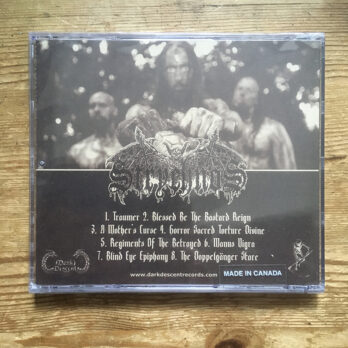 1. Traumer 2. Blessed Be The Bastard Reign
3. A Mother's Curse 4. Horror Sacred Torture Divine
5. Regiments Of The Betrayed 6. Manus Nigra
7. Blind Eye Epiphany 8. The Doppelgänger Stare
Dark Descent
www.darkdescentrecords.com
MADE IN CANADA